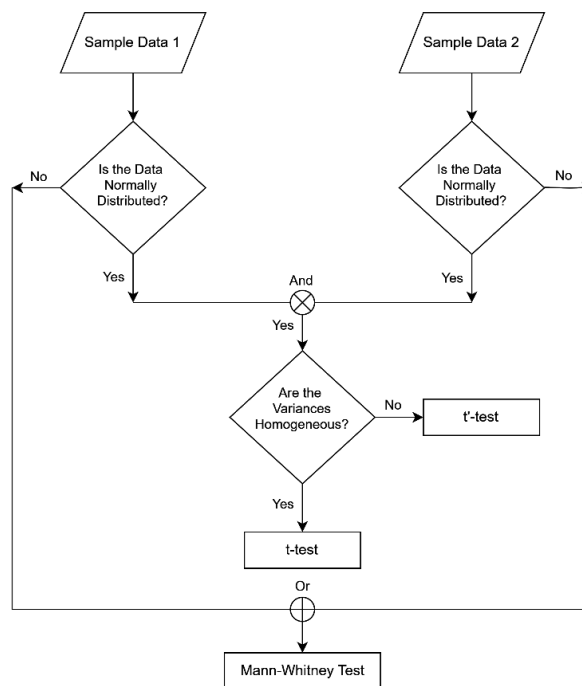 Sample Data 1
Sample Data 2
Is the Data
Normally
Distributed?
Is the Data
Normally
Distributed?
No
No
Yes
Yes
And
Yes
Are the
Variances
Homogeneous?
No
t'-test
Yes
t-test
Or
Mann-Whitney Test